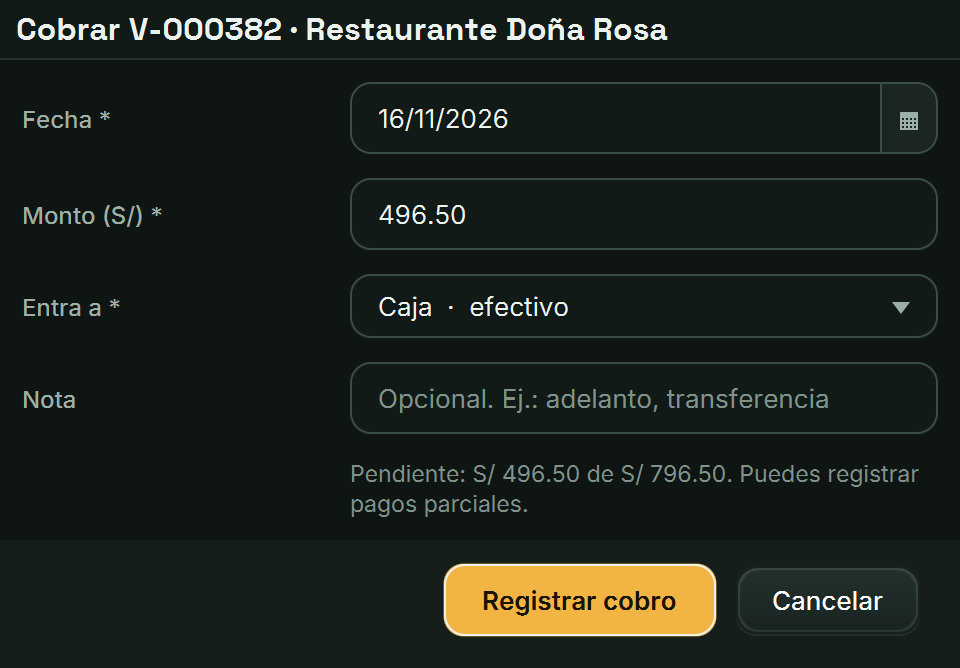 Cobrar V-000382 · Restaurante Doña Rosa
Fecha *
16/11/2026
Monto (S/) *
496.50
Entra a *
Caja · efectivo
Nota
Opcional. Ej.: adelanto, transferencia
Pendiente: S/ 496.50 de S/ 796.50. Puedes registrar
pagos parciales.
Registrar cobro
Cancelar